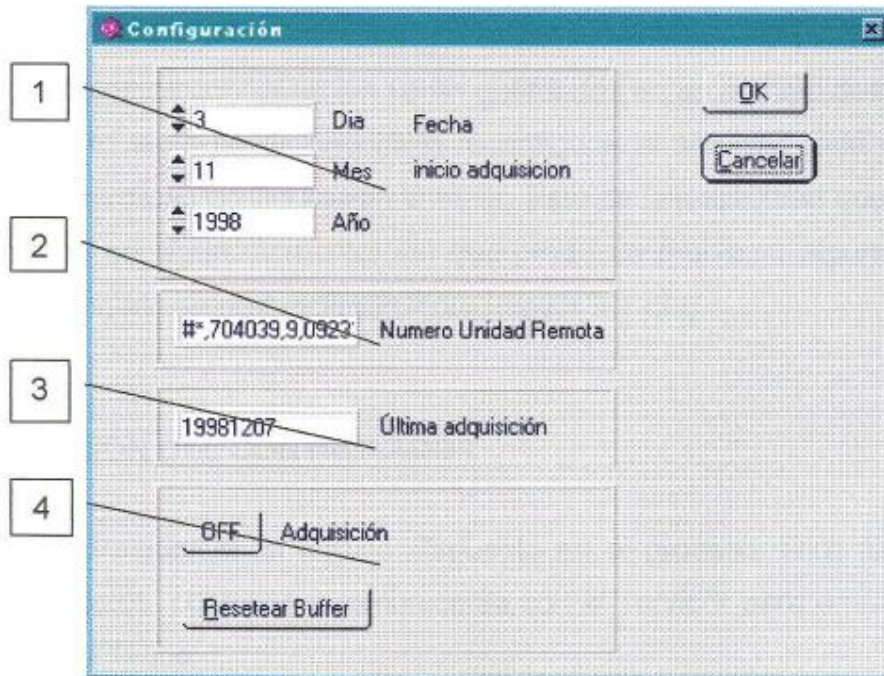 Configuración
1
3 Dia Fecha
OK
11 Mes inicio adquisicion
Cancelar
1998 Año
2
#*,704039,9,0923 Numero Unidad Remota
3
19981207 Última adquisición
4
OFF Adquisición
Resetear Buffer